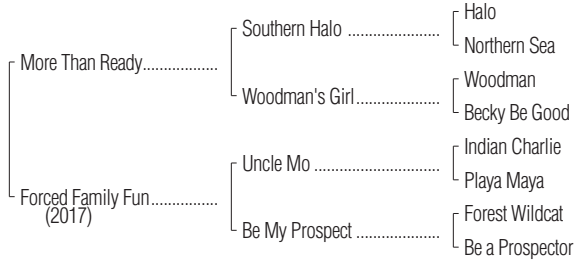 Halo
Southern Halo ....................
Northern Sea
More Than Ready.................
Woodman
Woodman's Girl ..................
Becky Be Good
Indian Charlie
Uncle Mo ...........................
Playa Maya
Forced Family Fun...............
(2017)
Forest Wildcat
Be My Prospect ..................
Be a Prospector